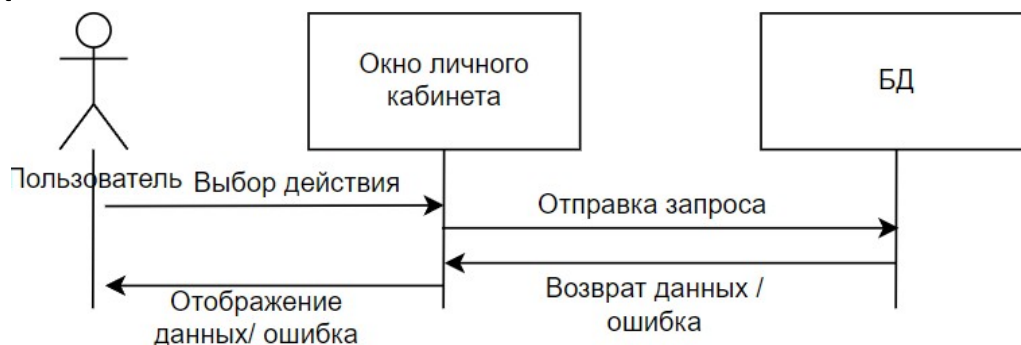 Окно личного
кабинета
БД
Пользователь
Выбор действия
Отправка запроса
Возврат данных /
ошибка
Отображение
данных/ ошибка